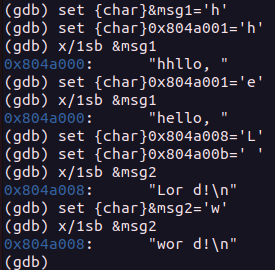 (gdb) set {char}&msg1='h'
(gdb) set {char}0x804a001='h'
(gdb) x/1sb &msg1
0x804a000:      "hhllo, "
(gdb) set {char}0x804a001='e'
(gdb) x/1sb &msg1
0x804a000:      "hello, "
(gdb) set {char}0x804a008='L'
(gdb) set {char}0x804a00b=' '
(gdb) x/1sb &msg2
0x804a008:      "Lor d!\n"
(gdb) set {char}&msg2='w'
(gdb) x/1sb &msg2
0x804a008:      "wor d!\n"
(gdb)